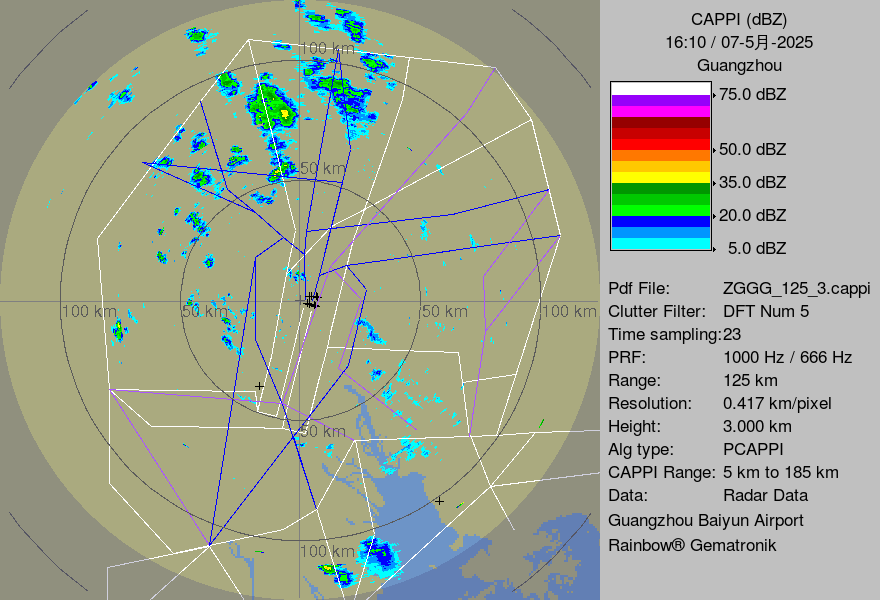 CAPPI (dBZ)
16:10 / 07-5月-2025
Guangzhou
75.0 dBZ
50.0 dBZ
35.0 dBZ
20.0 dBZ
5.0 dBZ
Pdf File: ZGGG_125_3.cappi
Clutter Filter: DFT Num 5
Time sampling:23
PRF: 1000 Hz / 666 Hz
Range: 125 km
Resolution: 0.417 km/pixel
Height: 3.000 km
Alg type: PCAPPI
CAPPI Range: 5 km to 185 km
Data: Radar Data
Guangzhou Baiyun Airport
Rainbow® Gematronik
100 km
50 km
100 km
50 km
50 km
100 km
50 km
100 km